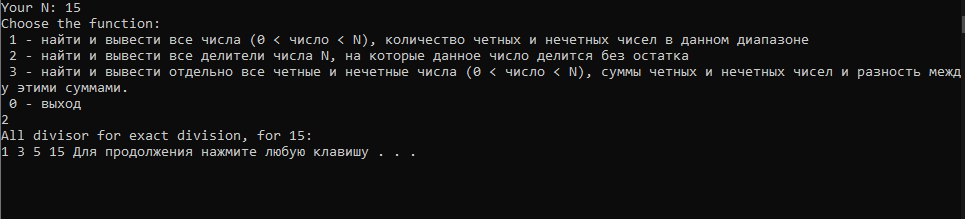 Your N: 15
Choose the function:
1 - найти и вывести все числа (0 < число < N), количество четных и нечетных чисел в данном диапазоне
2 - найти и вывести все делители числа N, на которые данное число делится без остатка
3 - найти и вывести отдельно все четные и нечетные числа (0 < число < N), суммы четных и нечетных чисел и разность межд
у этими суммами.
0 - выход
2
All divisor for exact division, for 15:
1 3 5 15 Для продолжения нажмите любую клавишу . . .